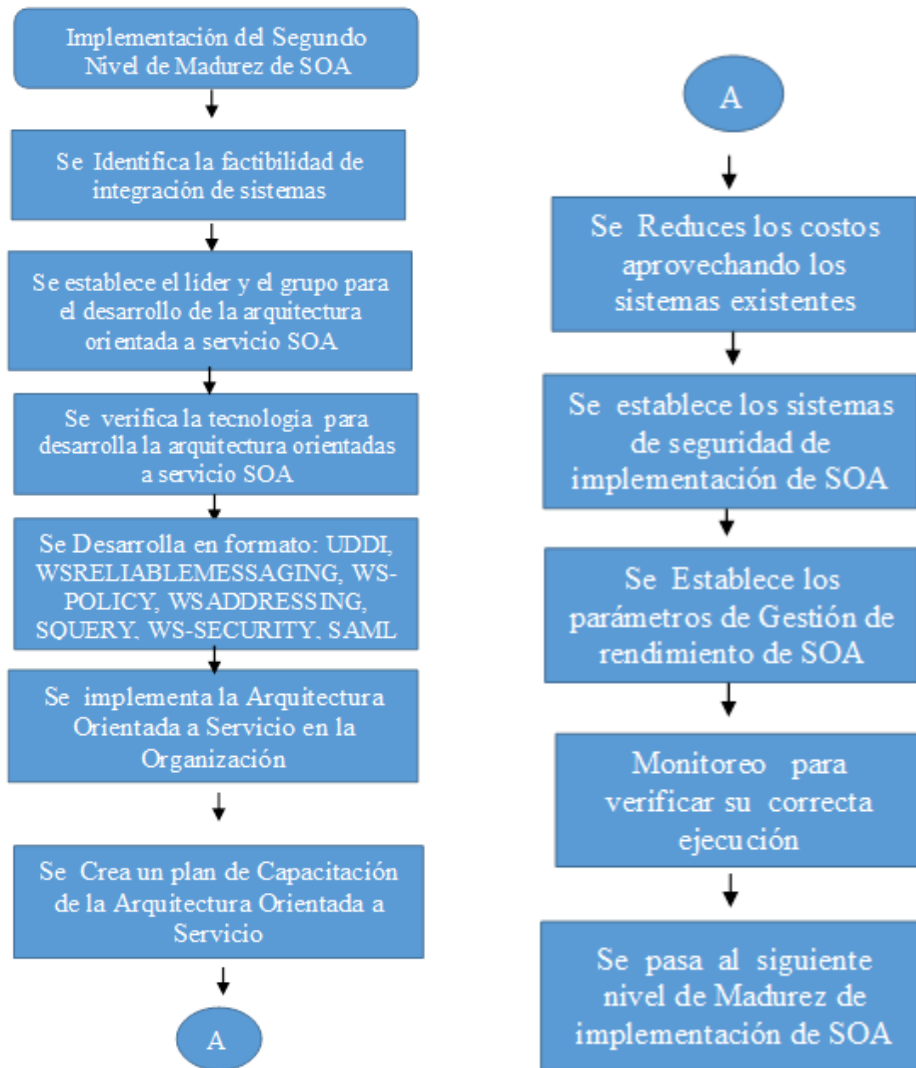 Implementación del Segundo
Nivel de Madurez de SOA
Se Identifica la factibilidad de
integración de sistemas
Se establece el líder y el grupo para
el desarrollo de la arquitectura
orientada a servicio SOA
Se verifica la tecnología para
desarrolla la arquitectura orientadas
a servicio SOA
Se Desarrolla en formato: UDDI,
WSRELIABLEMESSAGING, WS-
POLICY, WSADDRESSING,
SQUERY, WS-SECURITY, SAML
Se implementa la Arquitectura
Orientada a Servicio en la
Organización
Se Crea un plan de Capacitación
de la Arquitectura Orientada a
Servicio
A
A
Se Reduces los costos
aprovechando los
sistemas existentes
Se establece los sistemas
de seguridad de
implementación de SOA
Se Establece los
parámetros de Gestión de
rendimiento de SOA
Monitoreo para
verificar su correcta
ejecución
Se pasa al siguiente
nivel de Madurez de
implementación de SOA